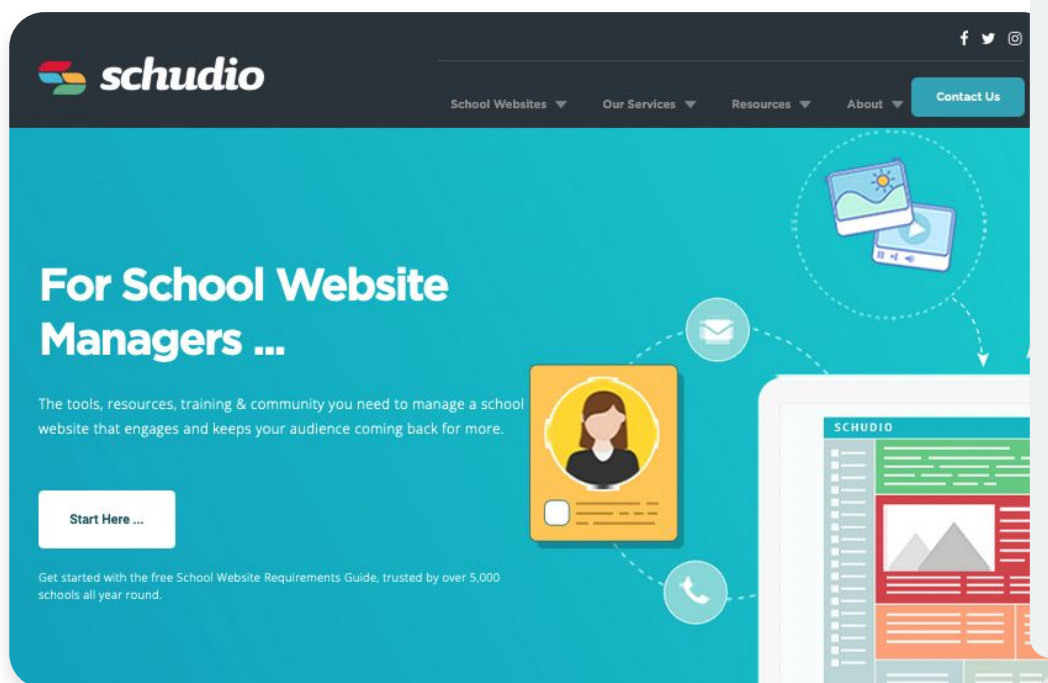 schudio
School Websites
Our Services
Resources
About
Contact Us
For School Website
Managers ...
The tools, resources, training & community you need to manage a school
website that engages and keeps your audience coming back for more.
Start Here ...
Get started with the free School Website Requirements Guide, trusted by over 5,000
schools all year round.
SCHUDIO